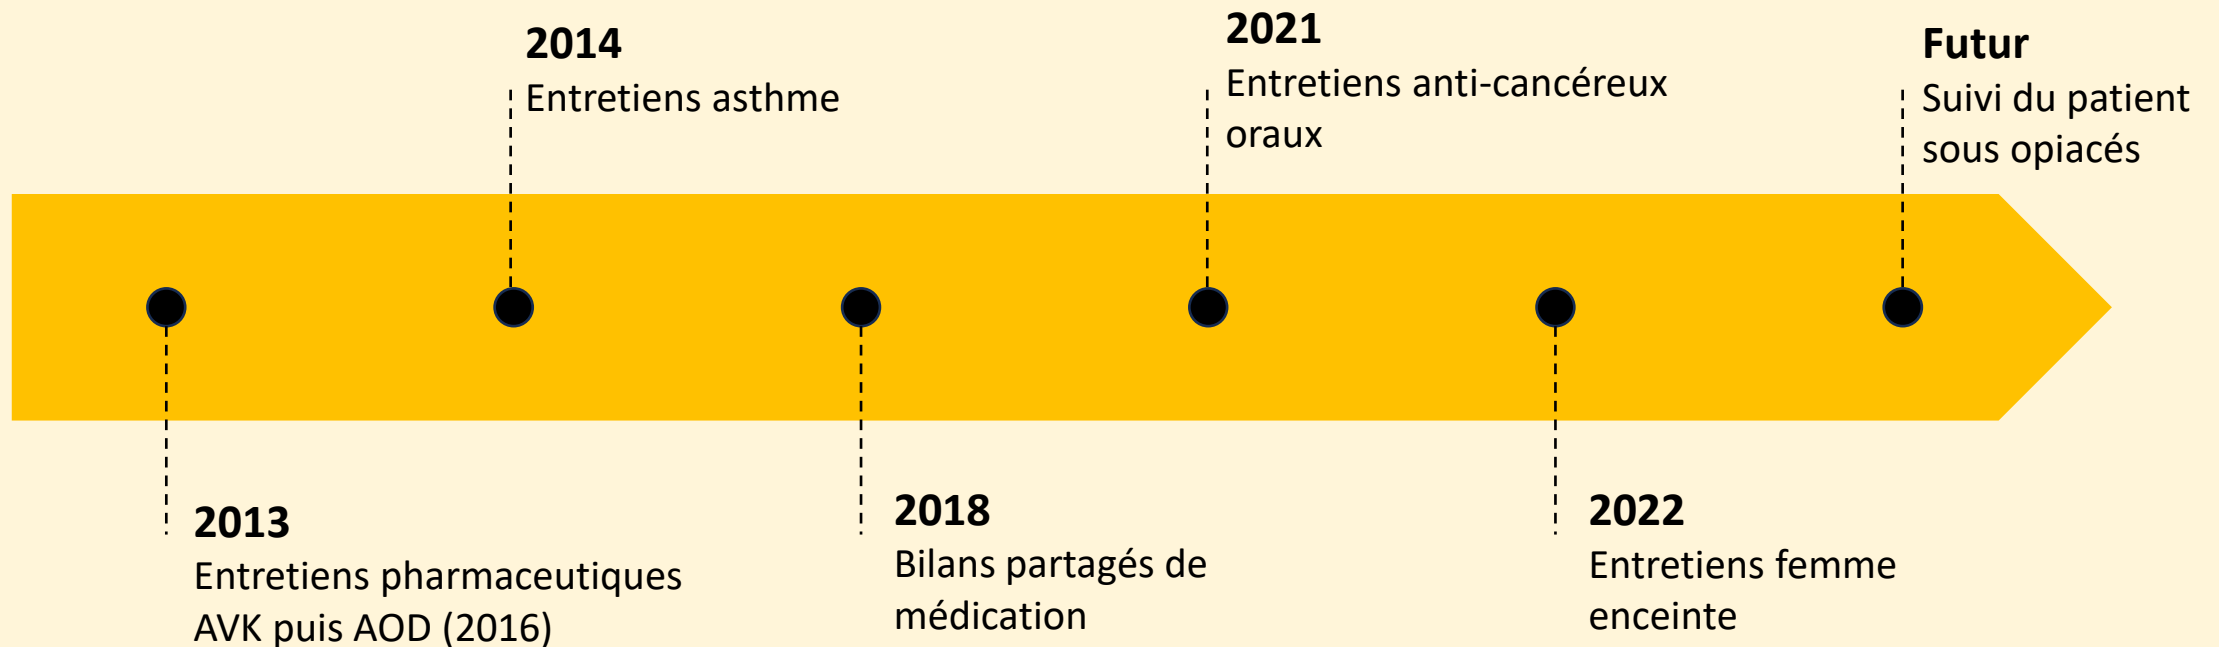 2013
Entretiens pharmaceutiques
AVK puis AOD (2016)
2014
Entretiens asthme
2018
Bilans partagés de
médication
2021
Entretiens anti-cancéreux
oraux
2022
Entretiens femme
enceinte
Futur
Suivi du patient
sous opiacés